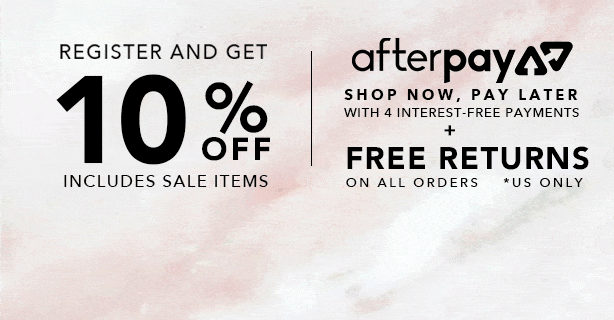 REGISTER AND GET
10%
OFF
INCLUDES SALE ITEMS
afterpay
SHOP NOW, PAY LATER
WITH 4 INTEREST-FREE PAYMENTS
+
FREE RETURNS
ON ALL ORDERS *US ONLY